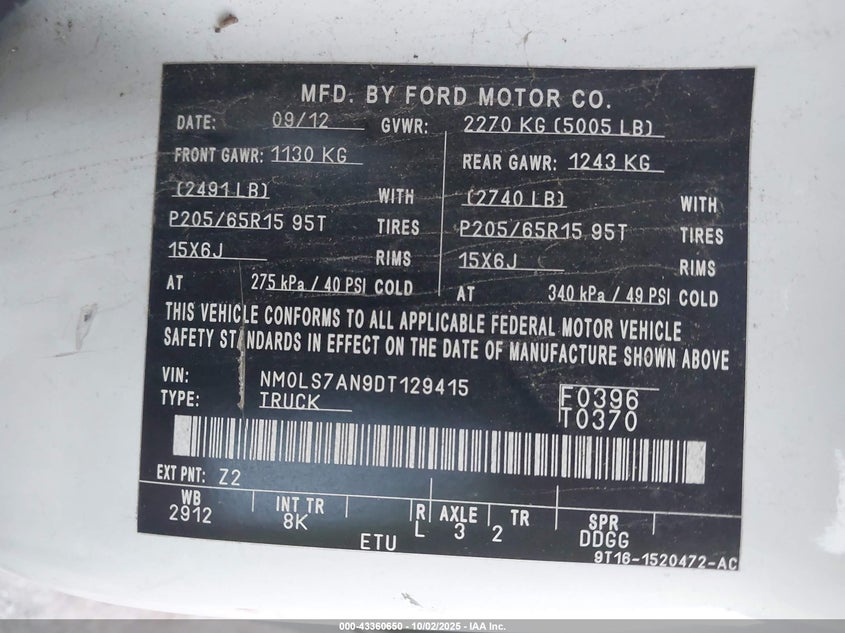 MFD. BY FORD MOTOR CO.
DATE: 09/12 GVWR: 2270 KG (5005 LB)
FRONT GAWR: 1130 KG REAR GAWR: 1243 KG
(2491 LB) WITH (2740 LB) WITH
P205/65R15 95T TIRES P205/65R15 95T TIRES
15X6J RIMS 15X6J RIMS
AT 275 kPa / 40 PSI COLD AT 340 kPa / 49 PSI COLD
THIS VEHICLE CONFORMS TO ALL APPLICABLE FEDERAL MOTOR VEHICLE
SAFETY STANDARDS IN EFFECT ON THE DATE OF MANUFACTURE SHOWN ABOVE
VIN: NM0LS7AN9DT129415 F0396
TYPE: TRUCK T0370
EXT PNT: Z2
WB INT TR R AXLE TR SPR
2912 8K L 3 2 DDGG
ETU 9T16-1520472-AC
000-43360650 - 10/02/2025 - IAA Inc.